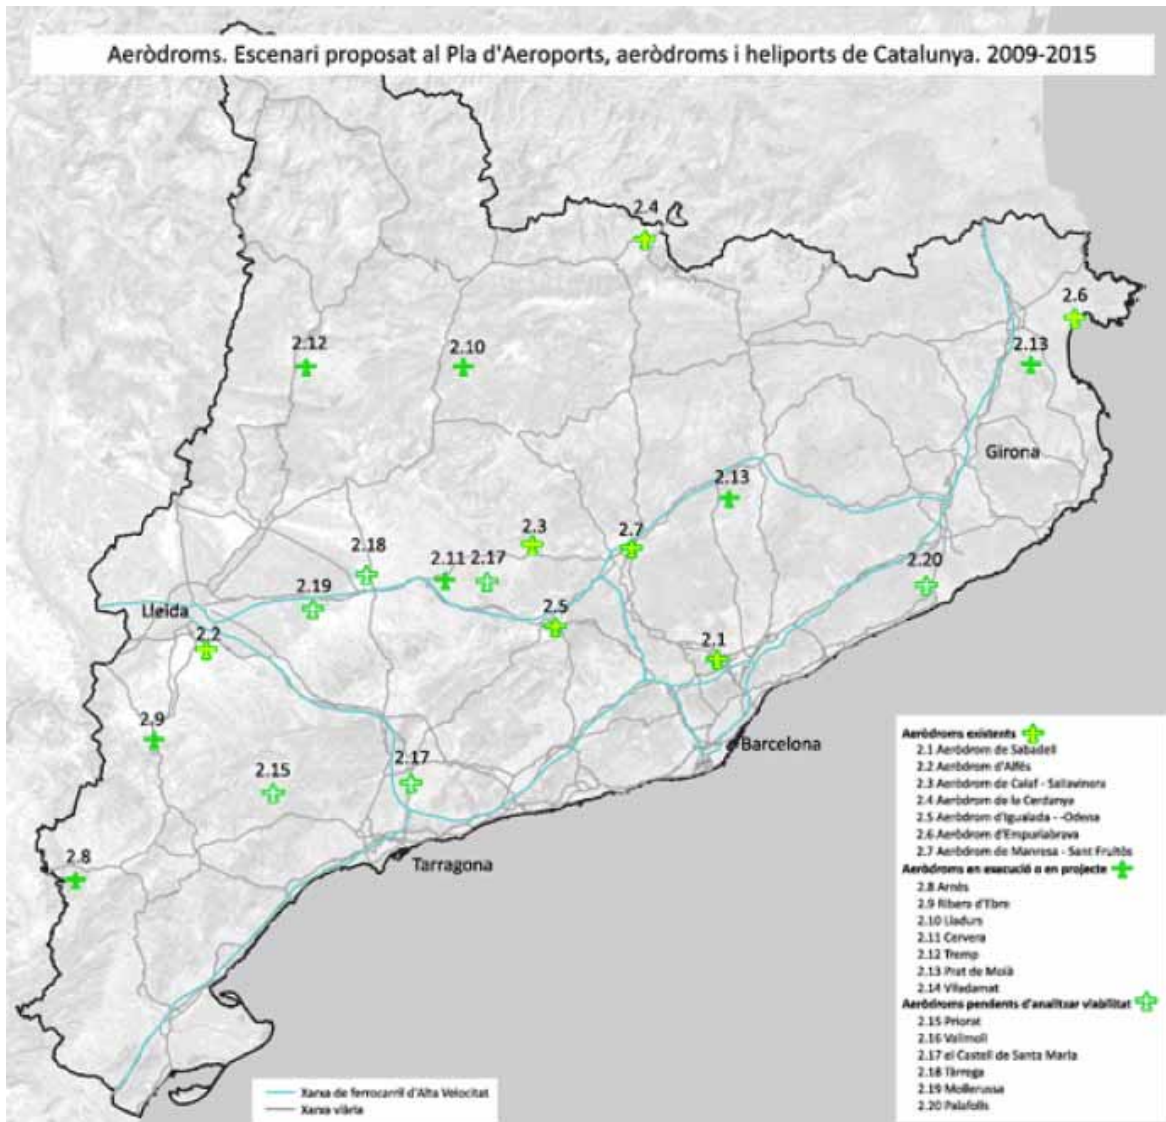 Aeròdroms. Escenari proposat al Pla d'Aeroports, aeròdroms i heliports de Catalunya. 2009-2015
2.4
2.6
2.12
2.10
2.13
Girona
2.13
2.3
2.7
2.18
2.11
2.17
2.20
2.19
Lleida
2.5
2.2
2.1
2.9
Barcelona
2.15
2.17
2.8
Tarragona
Aeròdroms existents
2.1 Aeròdrom de Sabadell
2.2 Aeròdrom d'Alfés
2.3 Aeròdrom de Calaf - Sallavinera
2.4 Aeròdrom de la Cerdanya
2.5 Aeròdrom d'Igualada - -Odena
2.6 Aeròdrom d'Empuriabrava
2.7 Aeròdrom de Manresa - Sant Fruitós
Aeròdroms en execució o en projecte
2.8 Arnés
2.9 Ribera d'Ebre
2.10 Lladurs
2.11 Cervera
2.12 Tremp
2.13 Prat de Moià
2.14 Viladamat
Aeròdroms pendents d'analitzar viabilitat
2.15 Priorat
2.16 Vallmoll
2.17 el Castell de Santa Maria
2.18 Tàrrega
2.19 Mollerussa
2.20 Palafolls
Xarxa de ferrocarril d'Alta Velocitat
Xarxa viària